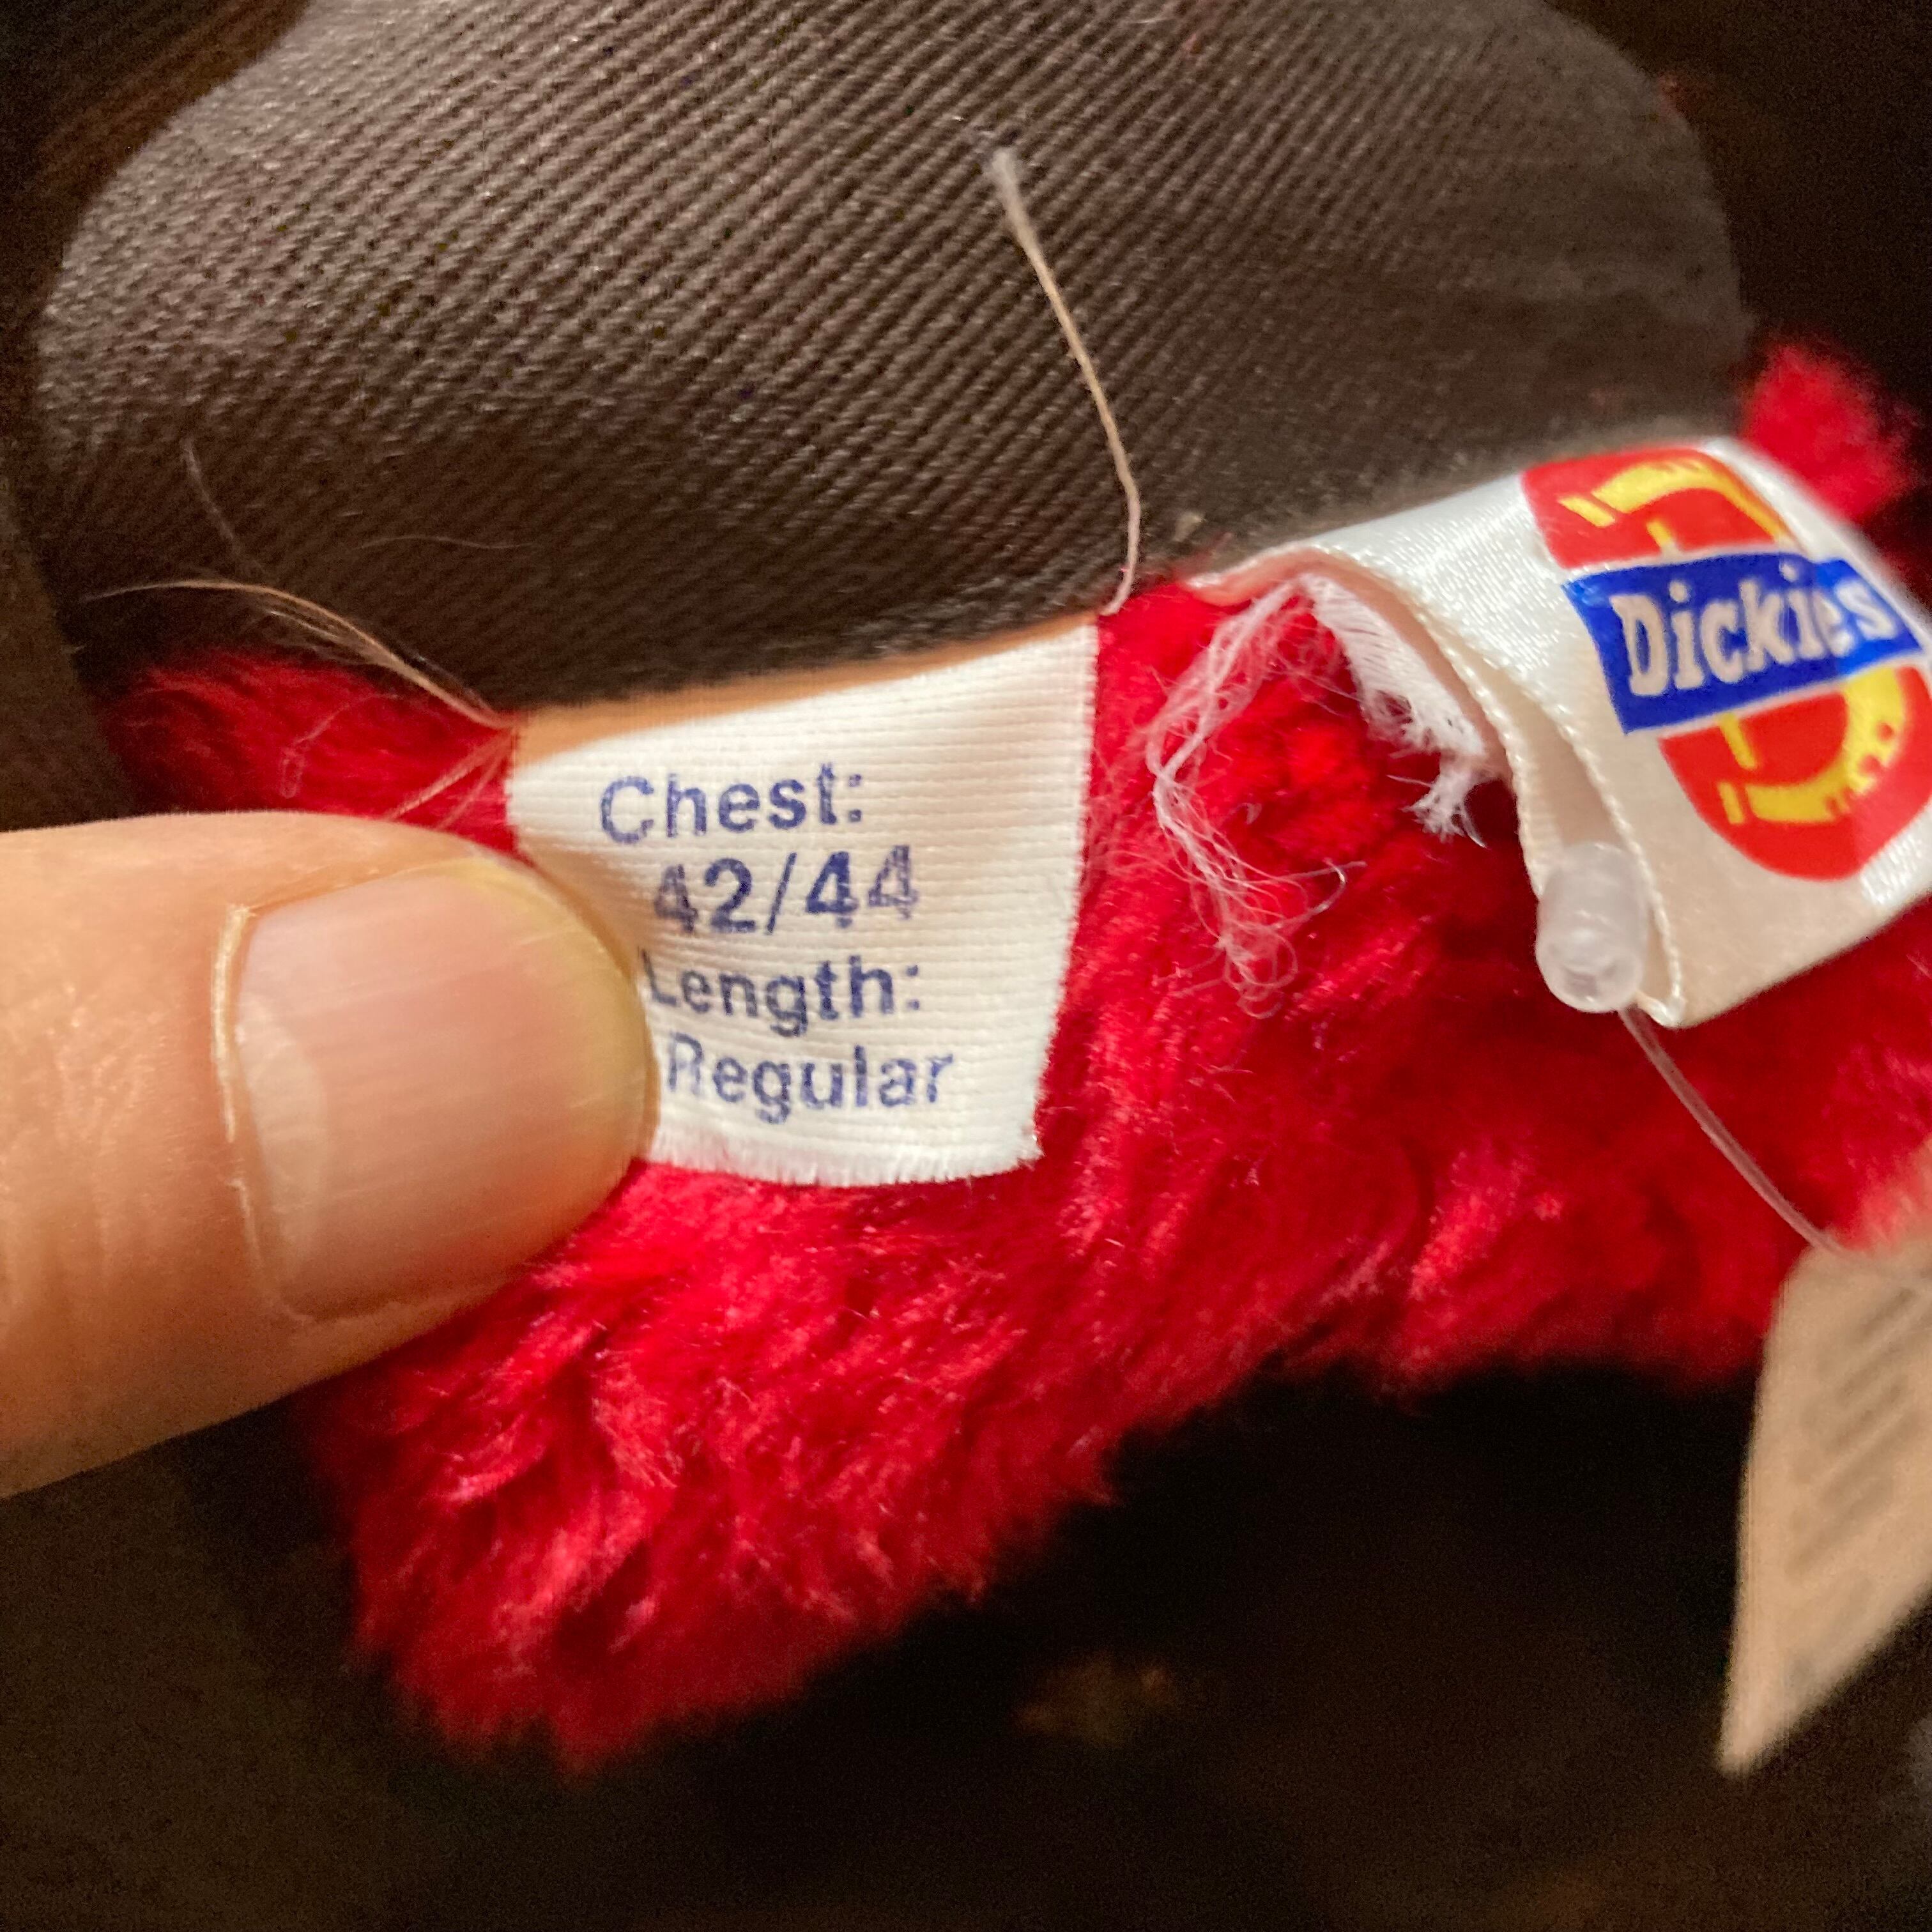 Chest:
42/44
Length:
Regular
Dickies